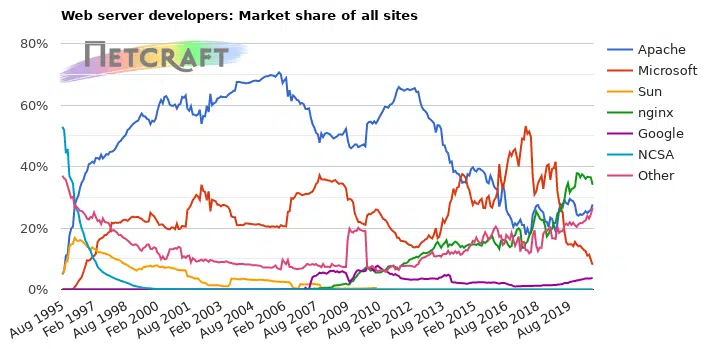 Web server developers: Market share of all sites
NETCRAFT
80%
60%
40%
20%
0%
Aug 1995
Feb 1997
Aug 1998
Feb 2000
Aug 2001
Feb 2003
Aug 2004
Feb 2006
Aug 2007
Feb 2009
Aug 2010
Feb 2012
Aug 2013
Feb 2015
Aug 2016
Feb 2018
Aug 2019
Apache
Microsoft
Sun
nginx
Google
NCSA
Other